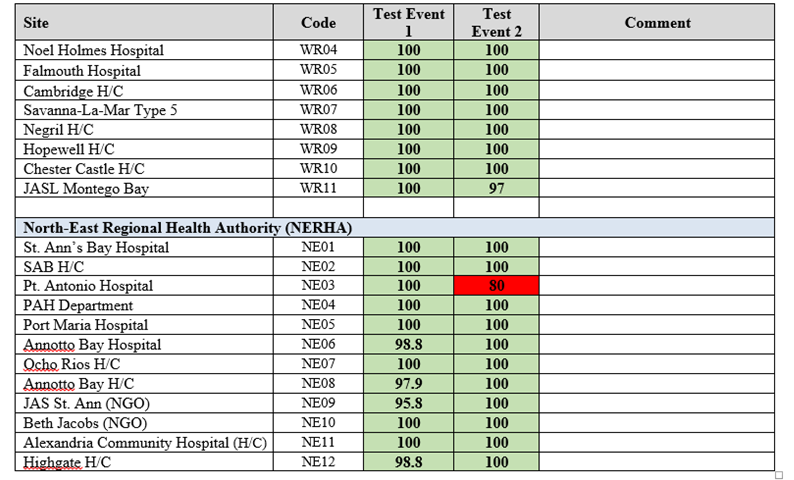 Site Code Test Event 1 Test Event 2 Comment
Noel Holmes Hospital WR04 100 100
Falmouth Hospital WR05 100 100
Cambridge H/C WR06 100 100
Savanna-La-Mar Type 5 WR07 100 100
Negril H/C WR08 100 100
Hopewell H/C WR09 100 100
Chester Castle H/C WR10 100 100
JASL Montego Bay WR11 100 97
North-East Regional Health Authority (NERHA)
St. Ann’s Bay Hospital NE01 100 100
SAB H/C NE02 100 100
Pt. Antonio Hospital NE03 100 80
PAH Department NE04 100 100
Port Maria Hospital NE05 100 100
Annotto Bay Hospital NE06 98.8 100
Ocho Rios H/C NE07 100 100
Annotto Bay H/C NE08 97.9 100
JAS St. Ann (NGO) NE09 95.8 100
Beth Jacobs (NGO) NE10 100 100
Alexandria Community Hospital (H/C) NE11 100 100
Highgate H/C NE12 98.8 100